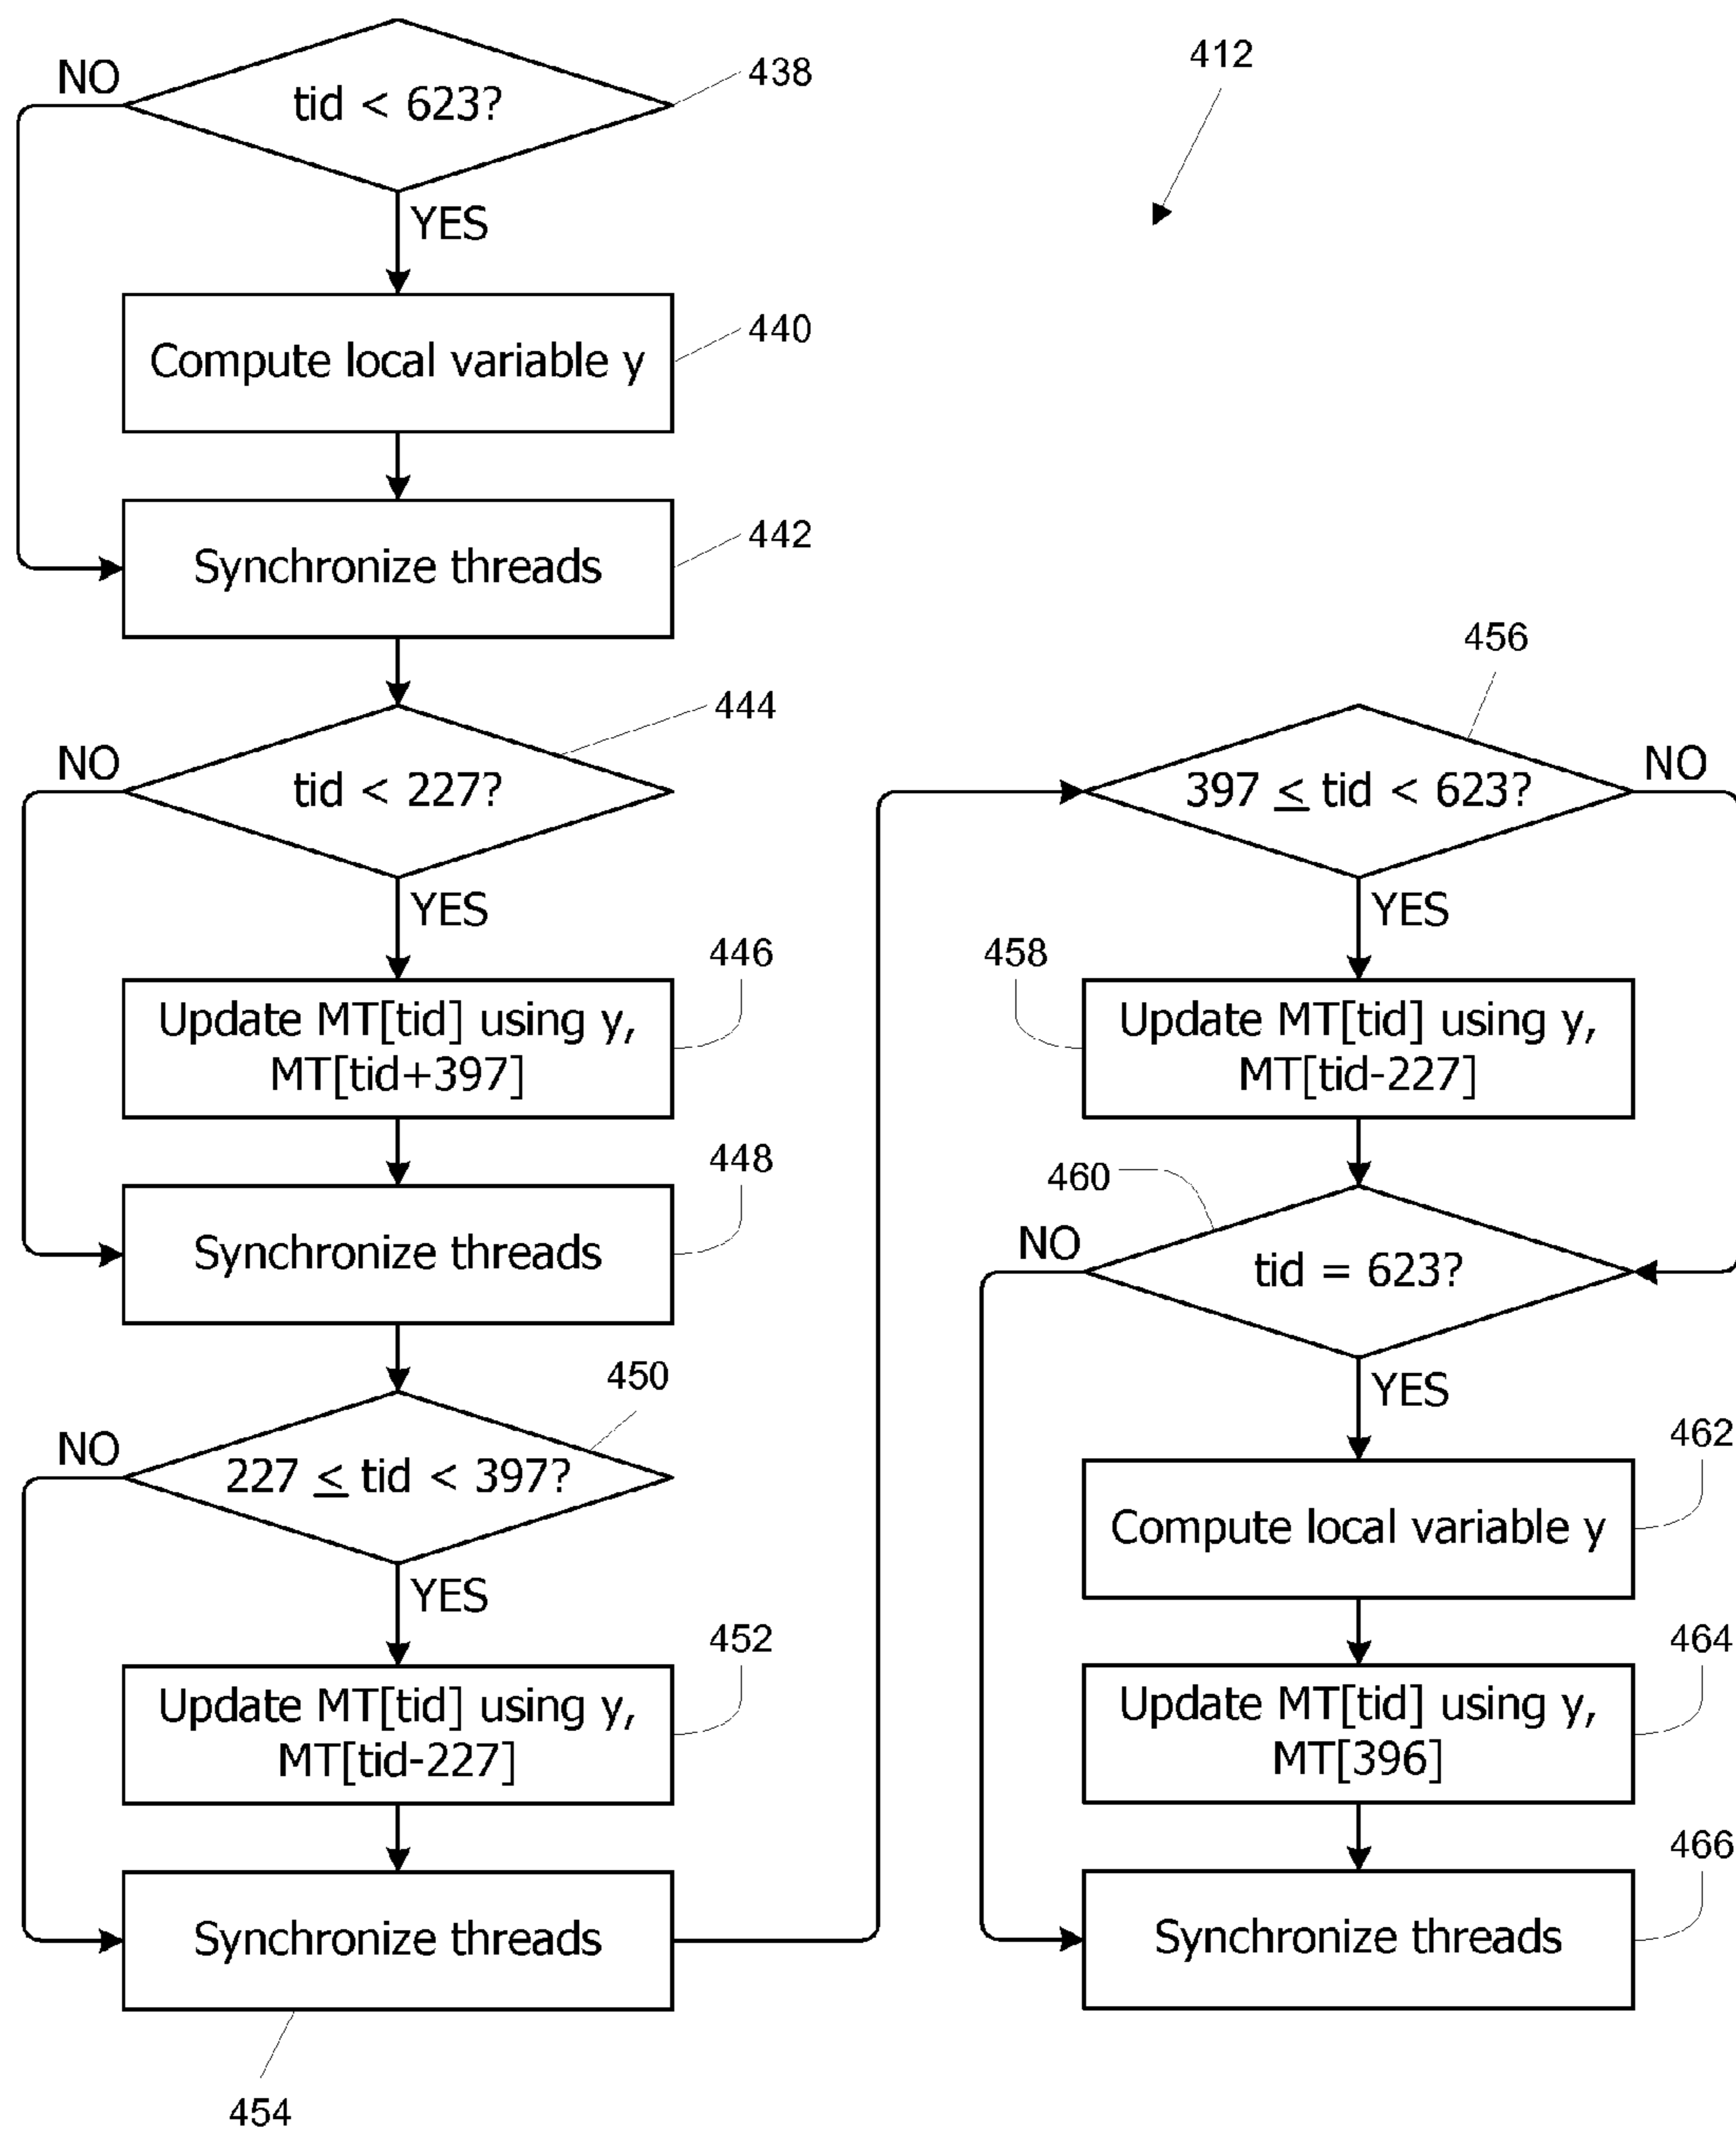 412
NO
tid < 623?
438
YES
Compute local variable y
440
Synchronize threads
442
NO
tid < 227?
444
YES
Update MT[tid] using y,
MT[tid+397]
446
Synchronize threads
448
NO
227 ≤ tid < 397?
450
YES
Update MT[tid] using y,
MT[tid-227]
452
Synchronize threads
454
456
397 ≤ tid < 623?
NO
YES
458
Update MT[tid] using y,
MT[tid-227]
460
NO
tid = 623?
YES
Compute local variable y
462
Update MT[tid] using y,
MT[396]
464
Synchronize threads
466